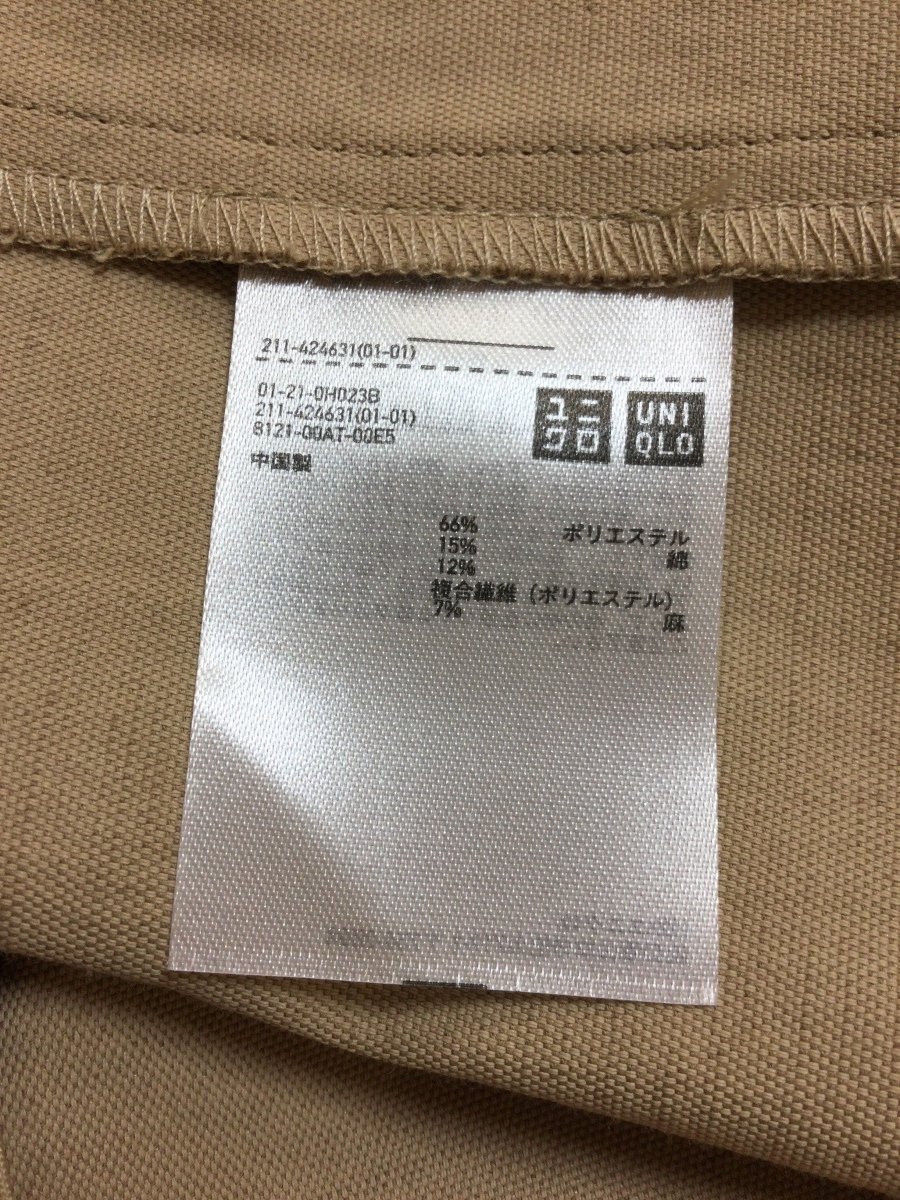 211-424631(01-01)
01-21-0H023B
211-424631(01-01)
8121-00AT-00E5
中国製
ユニ
クロ
UNI
QLO
66% ポリエステル
15% 綿
12%
複合繊維(ポリエステル)
7% 麻